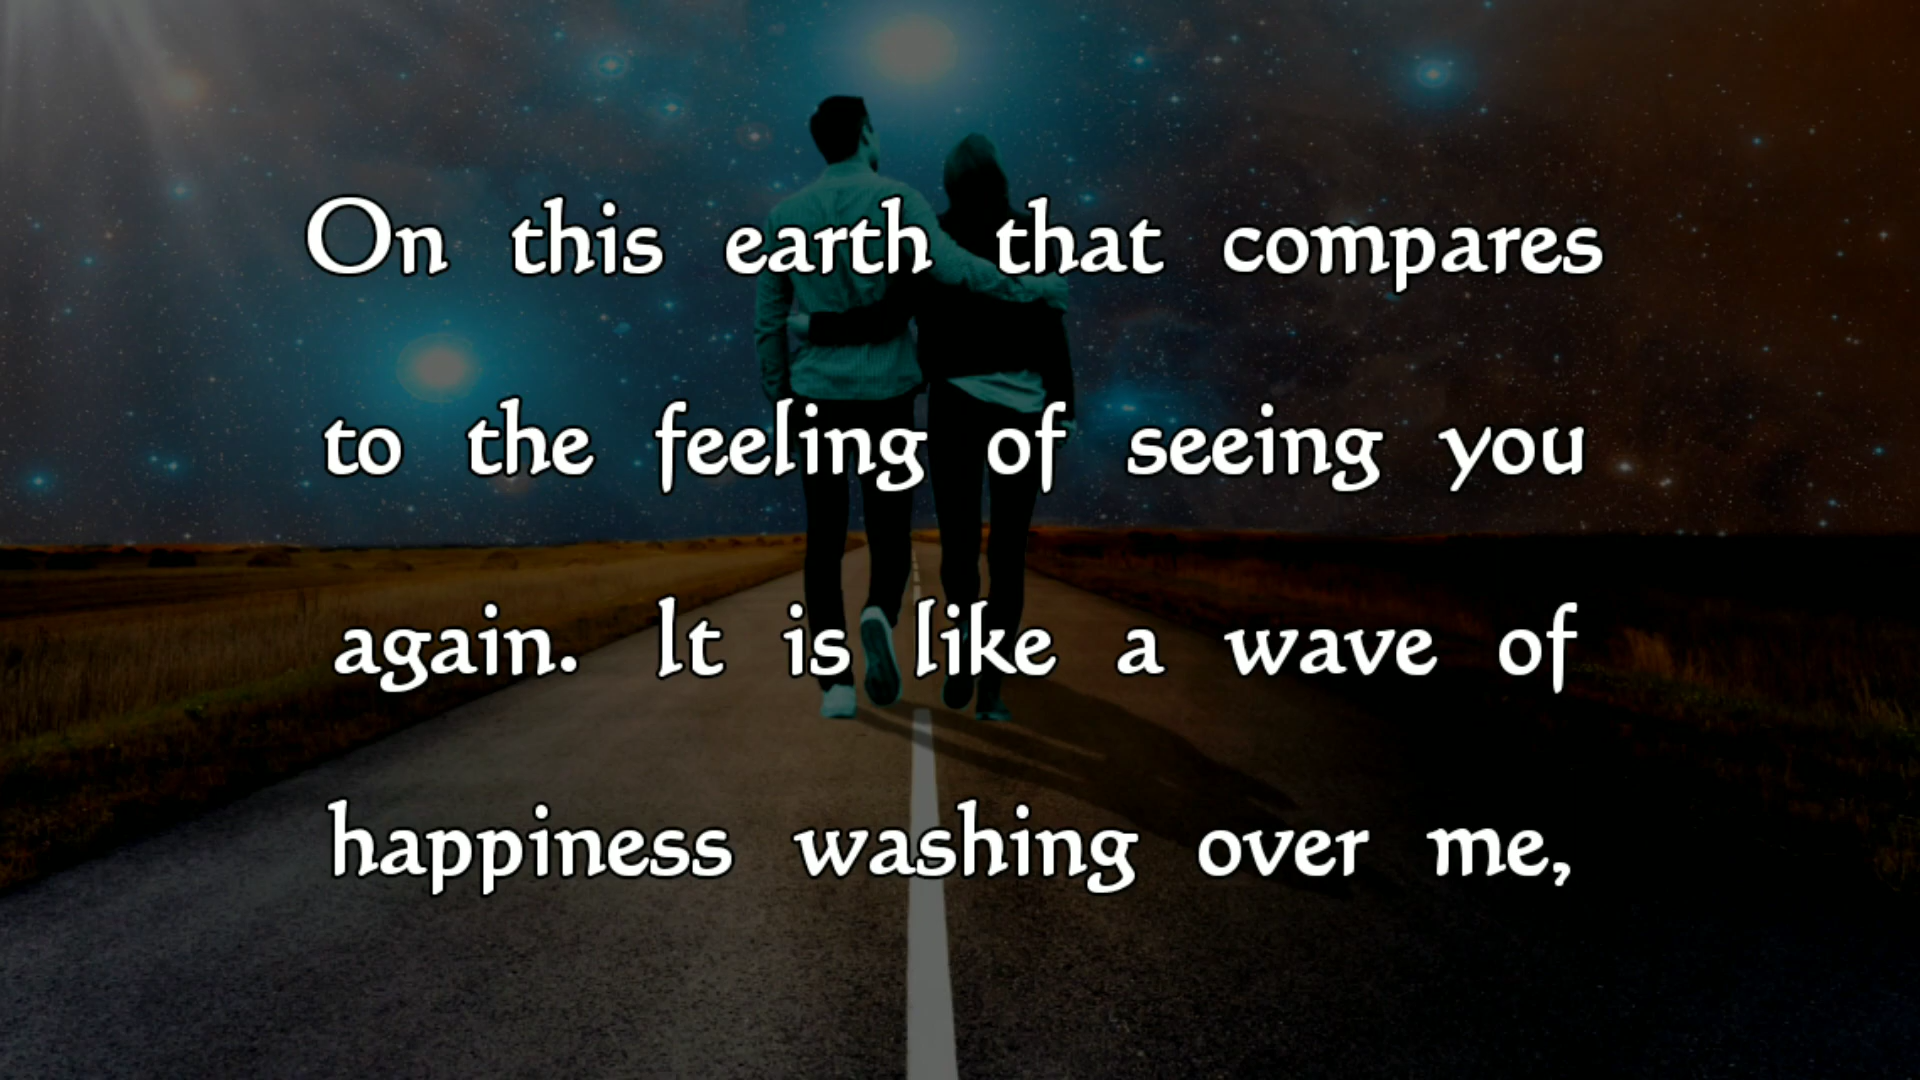 On this earth that compares
to the feeling of seeing you
again. It is like a wave of
happiness washing over me,